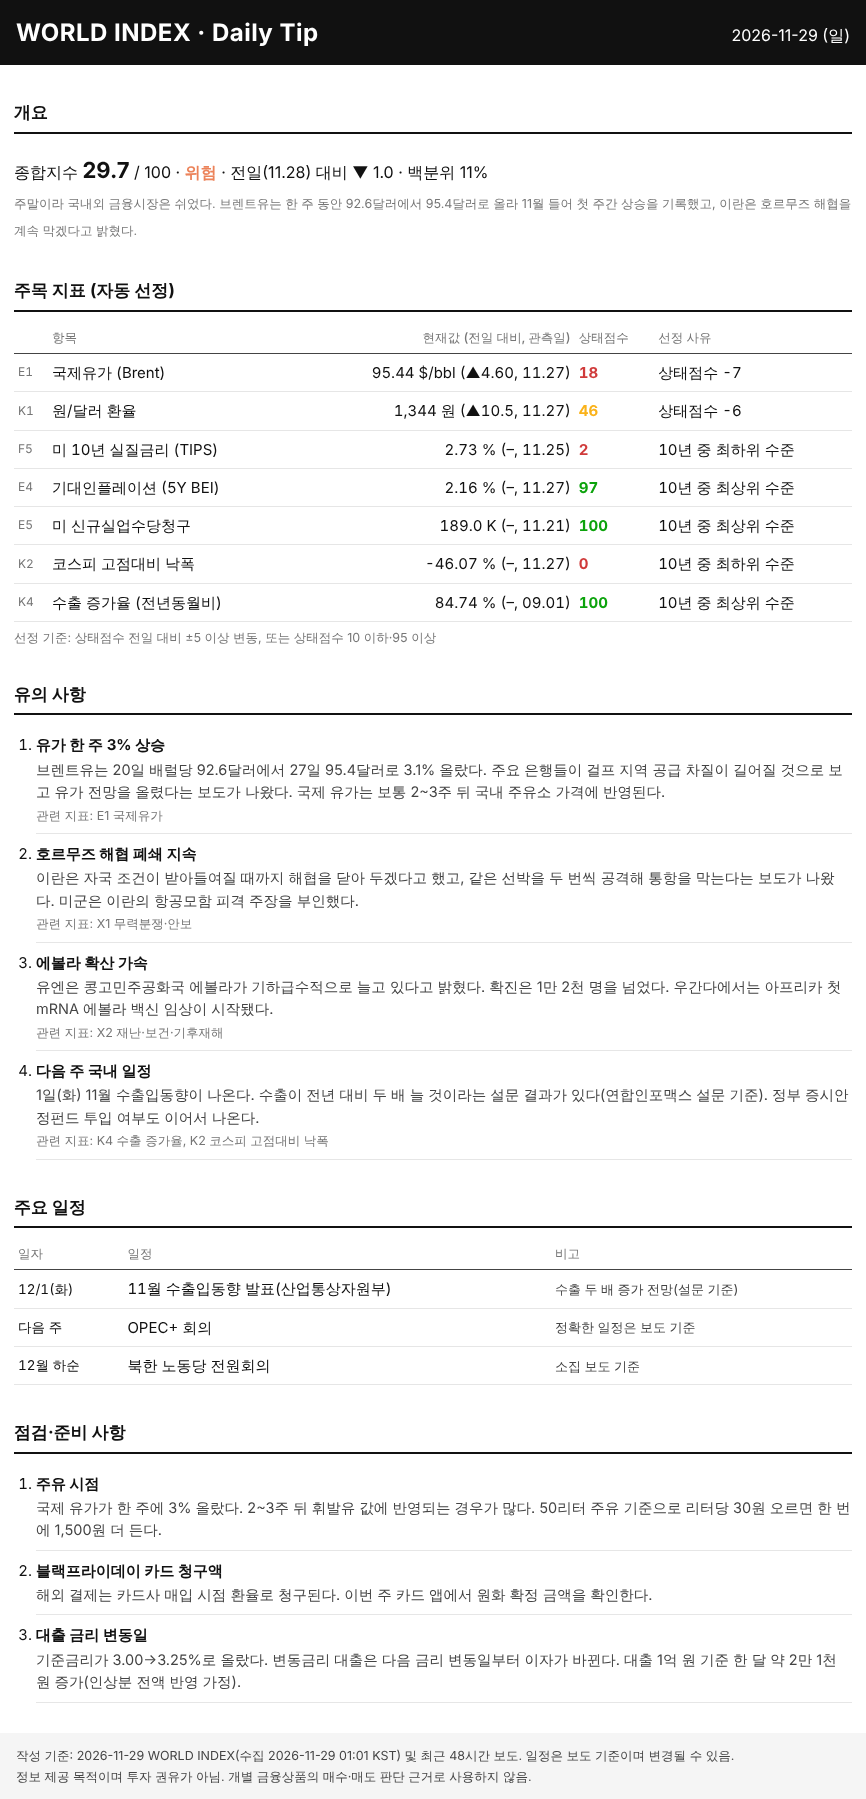 WORLD INDEX · Daily Tip 2026-11-29 (일)
개요
종합지수 29.7 / 100 · 위험 · 전일(11.28) 대비 ▼ 1.0 · 백분위 11%
주말이라 국내외 금융시장은 쉬었다. 브렌트유는 한 주 동안 92.6달러에서 95.4달러로 올라 11월 들어 첫 주간 상승을 기록했고, 이란은 호르무즈 해협을
계속 막겠다고 밝혔다.
주목 지표 (자동 선정)
항목 현재값 (전일 대비, 관측일) 상태점수 선정 사유
E1 국제유가 (Brent) 95.44 $/bbl (▲4.60, 11.27) 18 상태점수 -7
K1 원/달러 환율 1,344 원 (▲10.5, 11.27) 46 상태점수 -6
F5 미 10년 실질금리 (TIPS) 2.73 % (–, 11.25) 2 10년 중 최하위 수준
E4 기대인플레이션 (5Y BEI) 2.16 % (–, 11.27) 97 10년 중 최상위 수준
E5 미 신규실업수당청구 189.0 K (–, 11.21) 100 10년 중 최상위 수준
K2 코스피 고점대비 낙폭 -46.07 % (–, 11.27) 0 10년 중 최하위 수준
K4 수출 증가율 (전년동월비) 84.74 % (–, 09.01) 100 10년 중 최상위 수준
선정 기준: 상태점수 전일 대비 ±5 이상 변동, 또는 상태점수 10 이하·95 이상
유의 사항
1. 유가 한 주 3% 상승
브렌트유는 20일 배럴당 92.6달러에서 27일 95.4달러로 3.1% 올랐다. 주요 은행들이 걸프 지역 공급 차질이 길어질 것으로 보
고 유가 전망을 올렸다는 보도가 나왔다. 국제 유가는 보통 2~3주 뒤 국내 주유소 가격에 반영된다.
관련 지표: E1 국제유가
2. 호르무즈 해협 폐쇄 지속
이란은 자국 조건이 받아들여질 때까지 해협을 닫아 두겠다고 했고, 같은 선박을 두 번씩 공격해 통항을 막는다는 보도가 나왔
다. 미군은 이란의 항공모함 피격 주장을 부인했다.
관련 지표: X1 무력분쟁·안보
3. 에볼라 확산 가속
유엔은 콩고민주공화국 에볼라가 기하급수적으로 늘고 있다고 밝혔다. 확진은 1만 2천 명을 넘었다. 우간다에서는 아프리카 첫
mRNA 에볼라 백신 임상이 시작됐다.
관련 지표: X2 재난·보건·기후재해
4. 다음 주 국내 일정
1일(화) 11월 수출입동향이 나온다. 수출이 전년 대비 두 배 늘 것이라는 설문 결과가 있다(연합인포맥스 설문 기준). 정부 증시안
정펀드 투입 여부도 이어서 나온다.
관련 지표: K4 수출 증가율, K2 코스피 고점대비 낙폭
주요 일정
일자 일정 비고
12/1(화) 11월 수출입동향 발표(산업통상자원부) 수출 두 배 증가 전망(설문 기준)
다음 주 OPEC+ 회의 정확한 일정은 보도 기준
12월 하순 북한 노동당 전원회의 소집 보도 기준
점검·준비 사항
1. 주유 시점
국제 유가가 한 주에 3% 올랐다. 2~3주 뒤 휘발유 값에 반영되는 경우가 많다. 50리터 주유 기준으로 리터당 30원 오르면 한 번
에 1,500원 더 든다.
2. 블랙프라이데이 카드 청구액
해외 결제는 카드사 매입 시점 환율로 청구된다. 이번 주 카드 앱에서 원화 확정 금액을 확인한다.
3. 대출 금리 변동일
기준금리가 3.00→3.25%로 올랐다. 변동금리 대출은 다음 금리 변동일부터 이자가 바뀐다. 대출 1억 원 기준 한 달 약 2만 1천
원 증가(인상분 전액 반영 가정).
작성 기준: 2026-11-29 WORLD INDEX(수집 2026-11-29 01:01 KST) 및 최근 48시간 보도. 일정은 보도 기준이며 변경될 수 있음.
정보 제공 목적이며 투자 권유가 아님. 개별 금융상품의 매수·매도 판단 근거로 사용하지 않음.